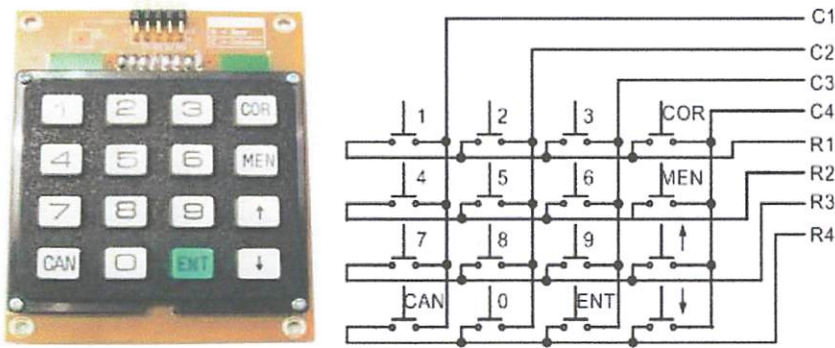 1 2 3 COR
4 5 6 MEN
7 8 9 ↑
CAN 0 ENT ↓
C1
C2
C3
1 2 3 COR C4
R1
4 5 6 MEN R2
R3
7 8 9 ↑ R4
CAN 0 ENT ↓